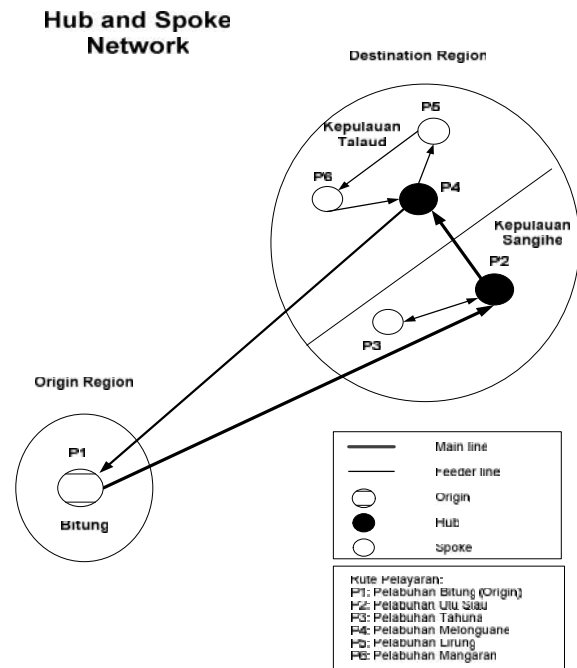 Hub and Spoke
Network
Destination Region
P5
Kepulauan
Talaud
P6
P4
Kepulauan
Sangihe
P2
P3
Origin Region
P1
Bitung
Main line
Feeder line
Origin
Hub
Spoke
Rute Pelayaran:
P1: Pelabuhan Bitung (Origin)
P2: Pelabuhan Ulu Siau
P3: Pelabuhan Tahuna
P4: Pelabuhan Melonguane
P5: Pelabuhan Lirung
P6: Pelabuhan Mangaran